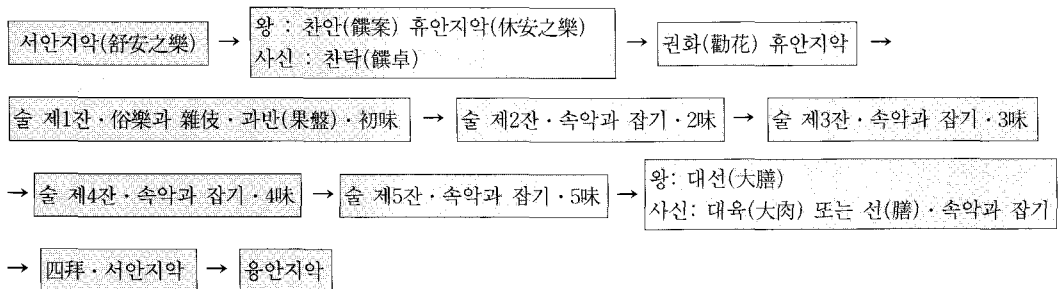 서안지악(舒安之樂) → 왕 : 찬안(饌案) 휴안지악(休安之樂)
사신 : 찬탁(饌卓) → 권화(勸花) 휴안지악 →
술 제1잔·俗樂과 雜伎·과반(果盤)·初味 → 술 제2잔·속악과 잡기·2味 → 술 제3잔·속악과 잡기·3味
→ 술 제4잔·속악과 잡기·4味 → 술 제5잔·속악과 잡기·5味 → 왕: 대선(大膳)
사신: 대육(大肉) 또는 선(膳)·속악과 잡기
→ 四拜·서안지악 → 융안지악